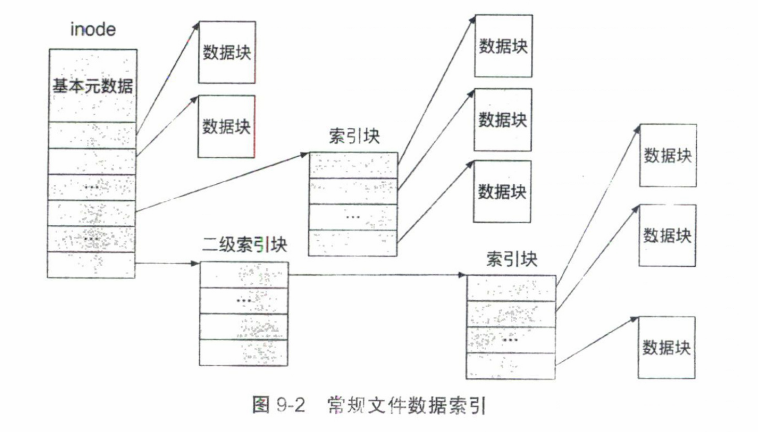 inode
基本元数据
...
...
数据块
数据块
索引块
...
数据块
数据块
数据块
二级索引块
...
索引块
...
数据块
数据块
数据块
图 9-2 常规文件数据索引